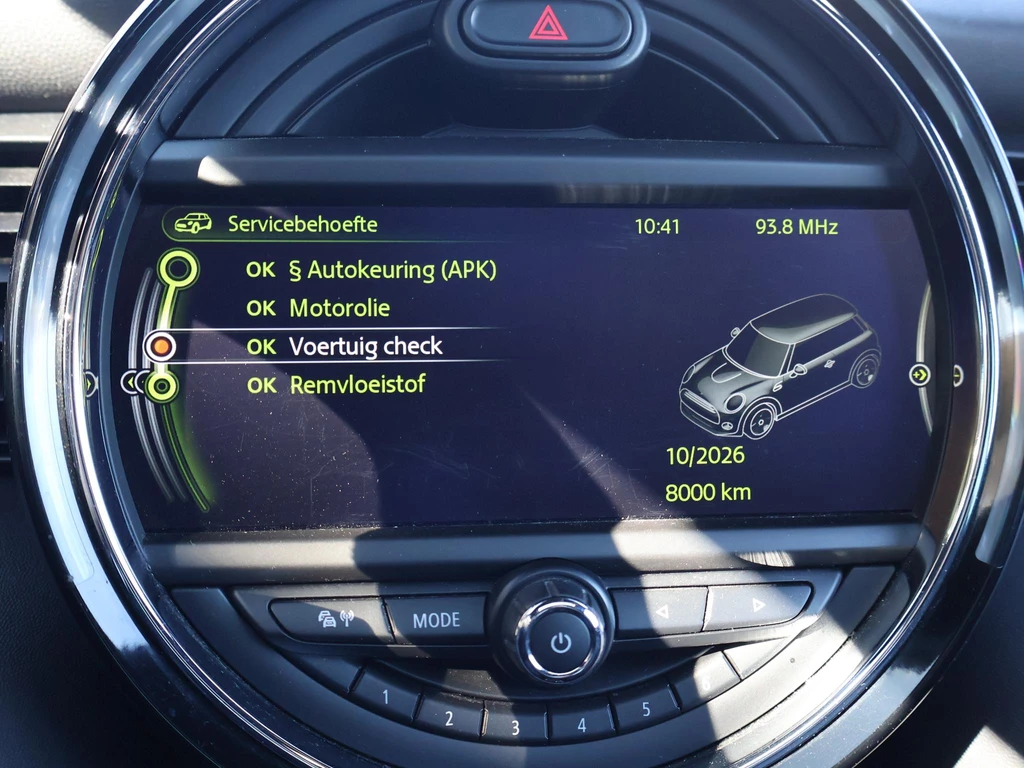 Servicebehoefte 10:41 93.8 MHz
OK § Autokeuring (APK)
OK Motorolie
OK Voertuig check
OK Remvloeistof
10/2026
8000 km
MODE
1 2 3 4 5 6